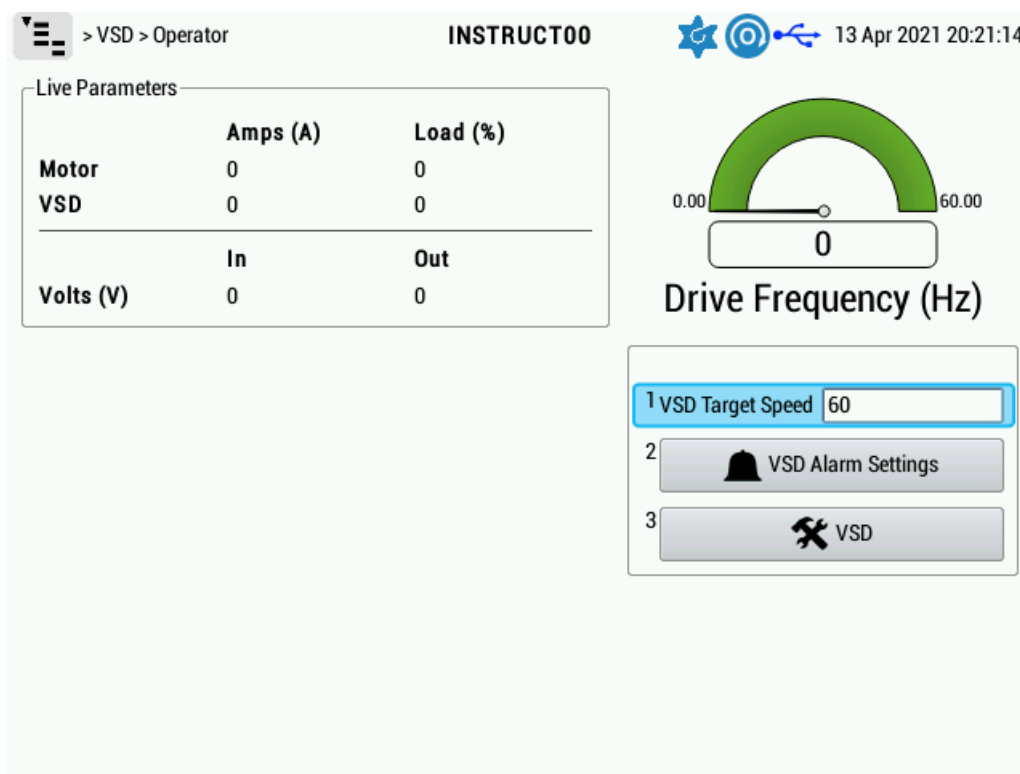 > VSD > Operator INSTRUCT00 13 Apr 2021 20:21:14
Live Parameters
Amps (A) Load (%)
Motor 0 0
VSD 0 0
In Out
Volts (V) 0 0
0.00 60.00
0
Drive Frequency (Hz)
1 VSD Target Speed 60
2 VSD Alarm Settings
3 VSD